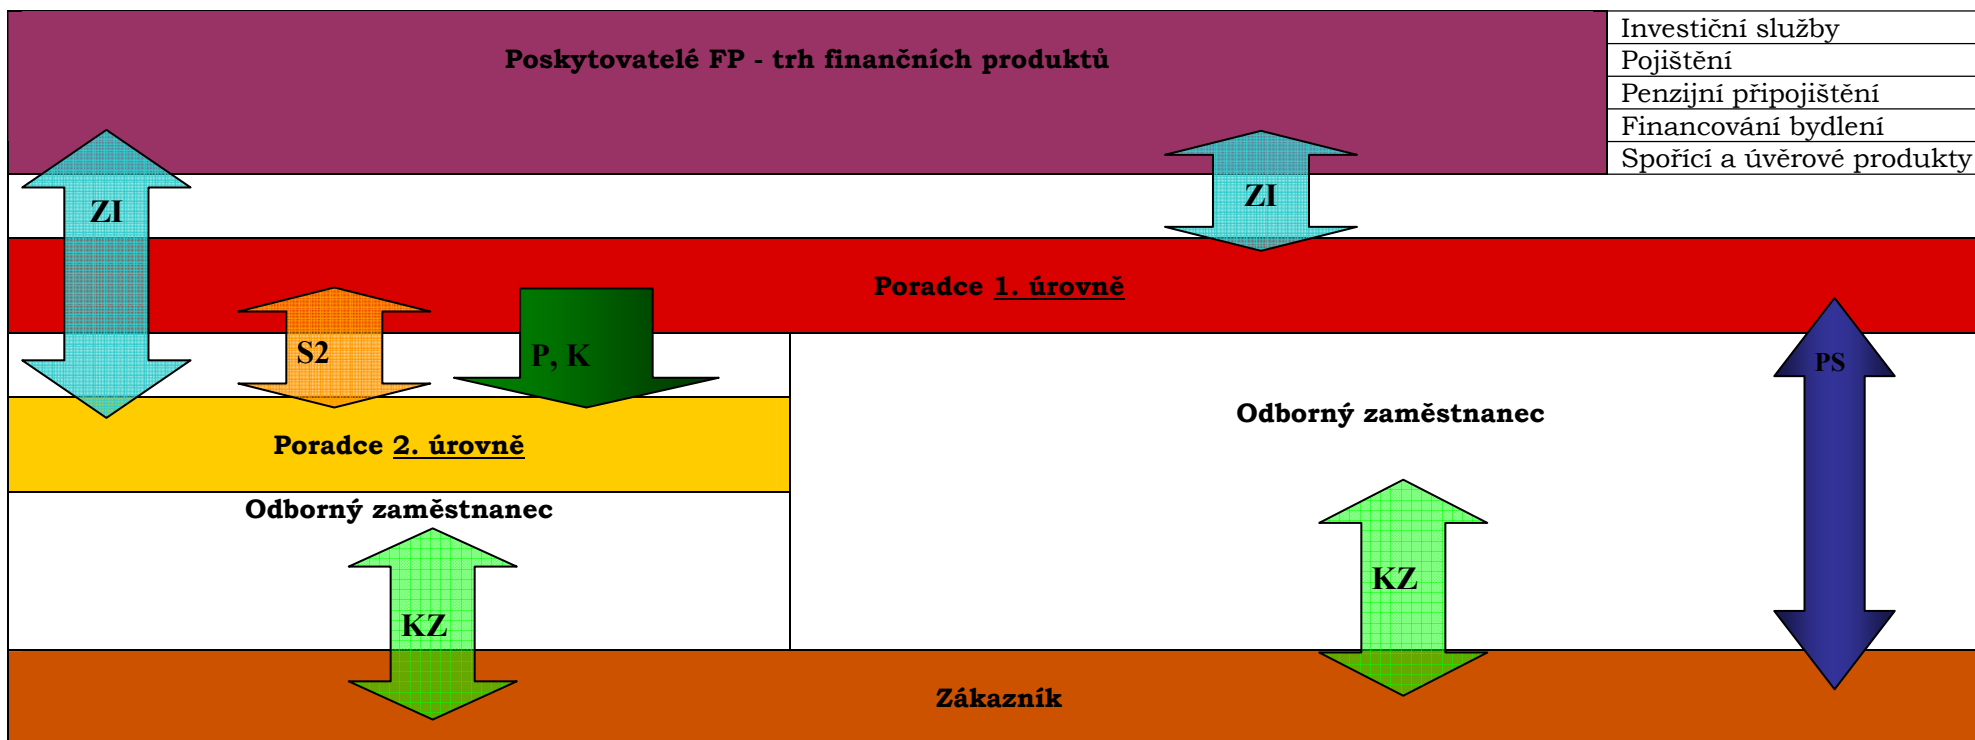 Poskytovatelé FP - trh finančních produktů
Investiční služby
Pojištění
Penzijní připojištění
Financování bydlení
Spořící a úvěrové produkty
ZI
ZI
Poradce 1. úrovně
S2
P, K
PS
Odborný zaměstnanec
Poradce 2. úrovně
Odborný zaměstnanec
KZ
KZ
Zákazník